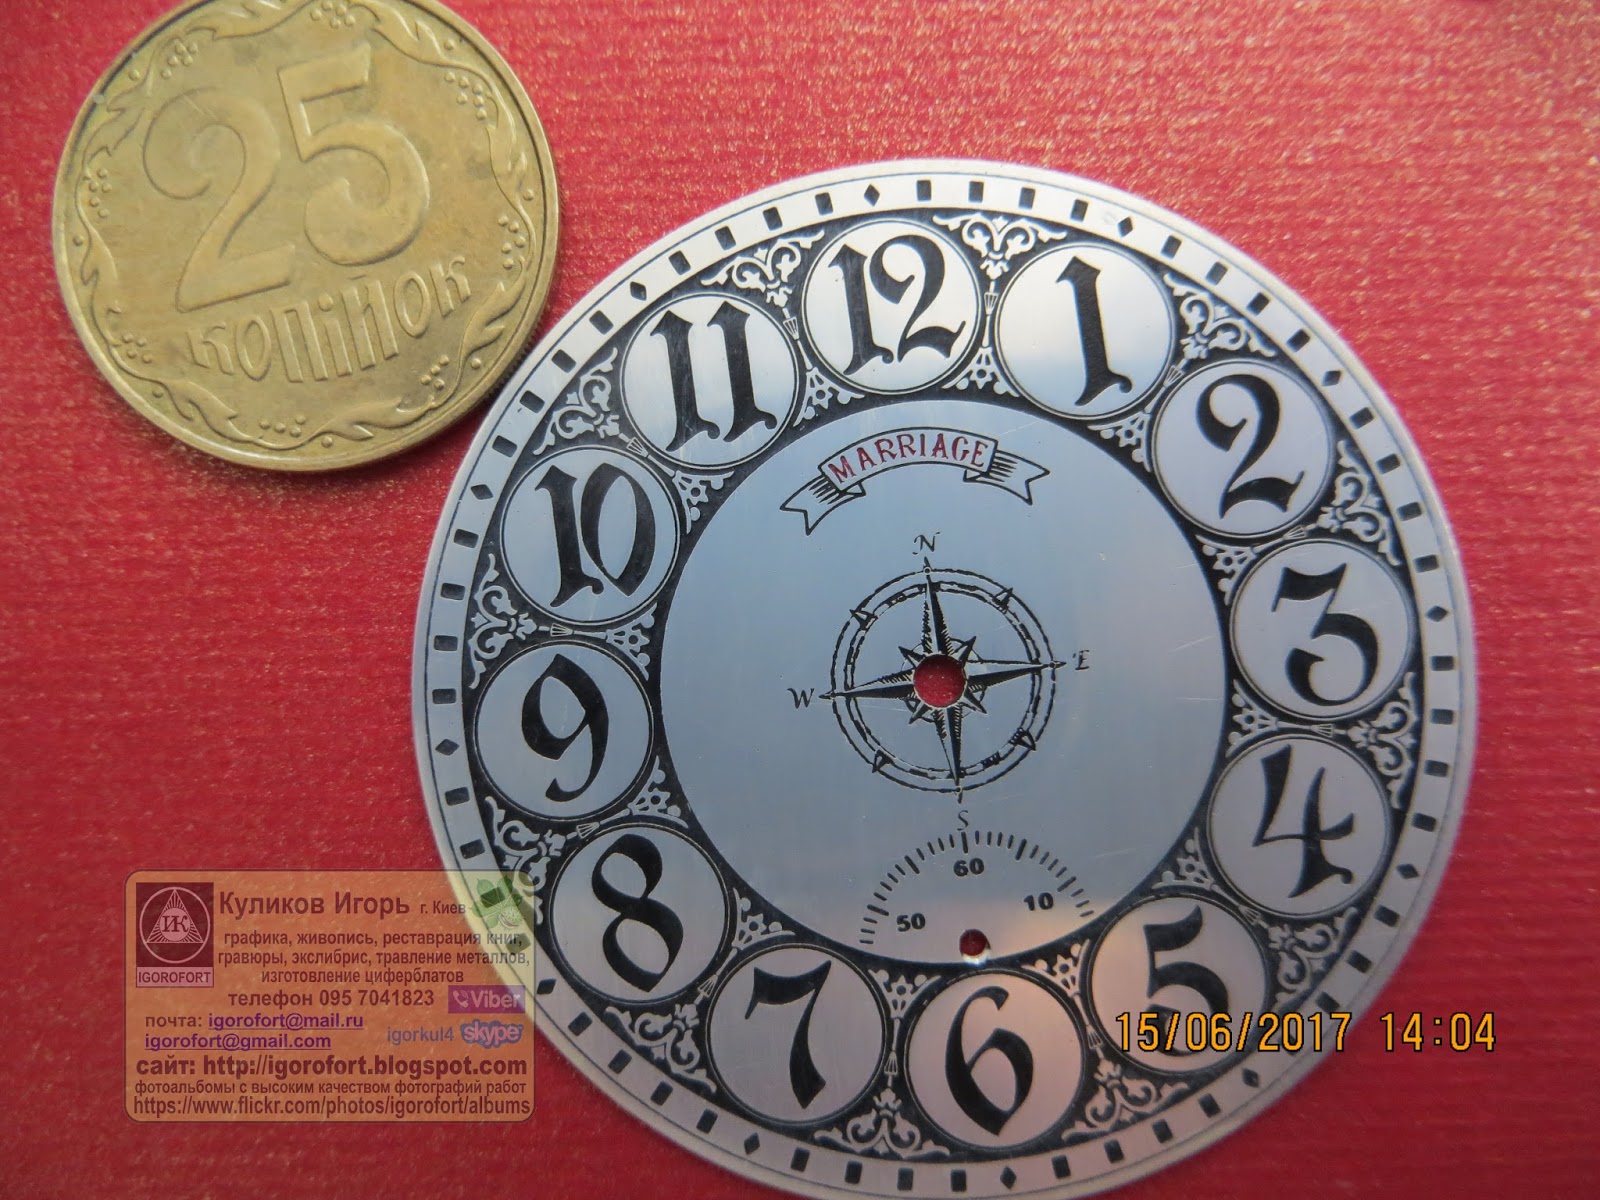 25
копійок
12
1
2
3
4
5
6
7
8
9
10
11
MARRIAGE
N
E
S
W
60
50
10
ИК
IGOROFORT
Куликов Игорь г. Киев
графика, живопись, реставрация книг,
гравюры, экслибрис, травление металлов,
изготовление циферблатов
телефон 095 7041823 Viber
почта: igorofort@mail.ru
igorofort@gmail.com
igorkul4 skype
сайт: http://igorofort.blogspot.com
фотоальбомы с высоким качеством фотографий работ
https://www.flickr.com/photos/igorofort/albums
15/06/2017 14:04